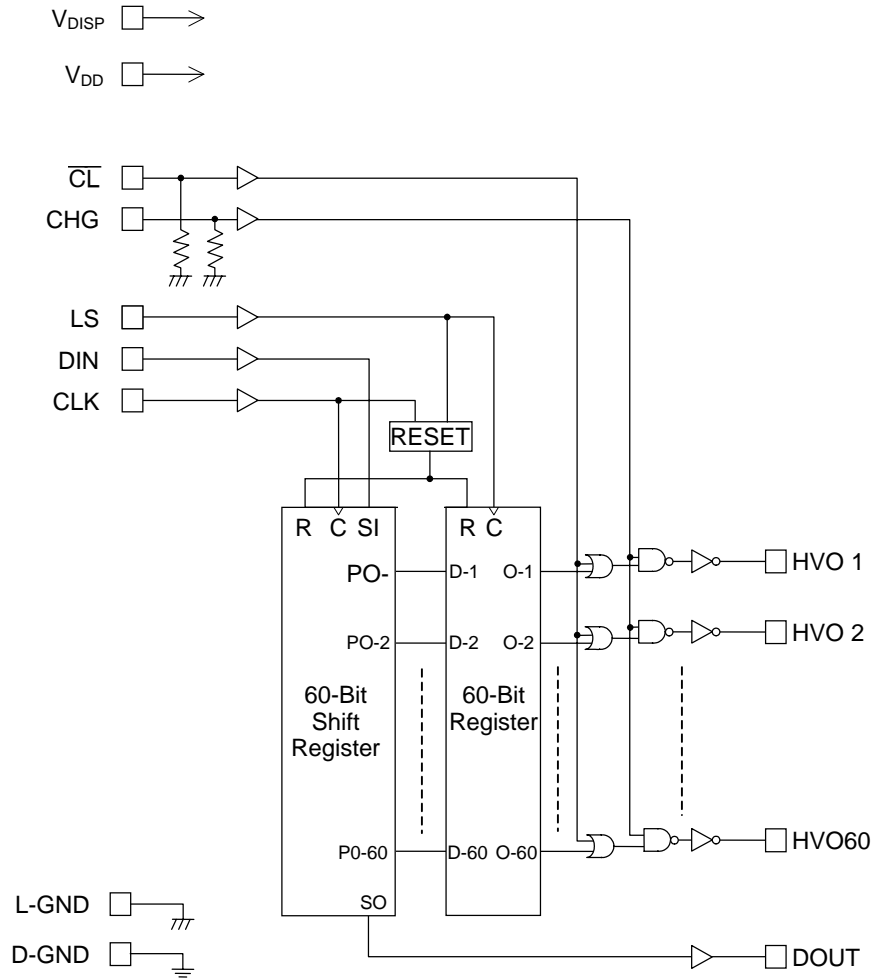 VDISP
VDD
CL
CHG
LS
DIN
CLK
RESET
R C SI
R C
PO- D-1 O-1 HVO 1
PO-2 D-2 O-2 HVO 2
60-Bit
Shift
Register
60-Bit
Register
P0-60 D-60 O-60 HVO60
SO
L-GND
D-GND
DOUT